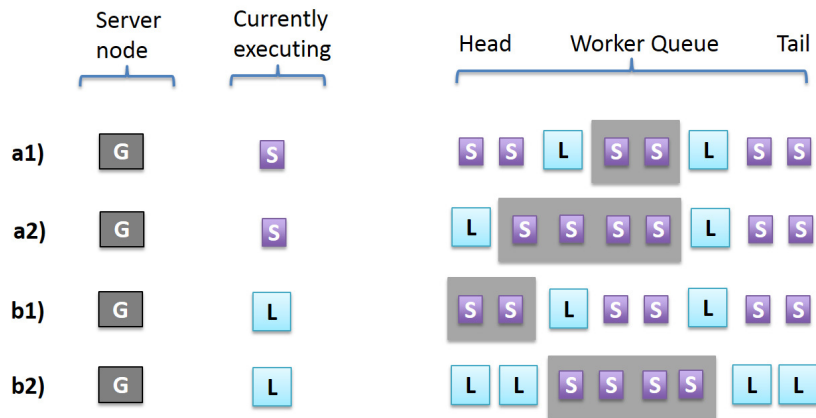 Server node
Currently executing
Head Worker Queue Tail
a1) G S S S L S S L S S
a2) G S L S S S S L S S
b1) G L S S L S S L S S
b2) G L L L S S S S L L